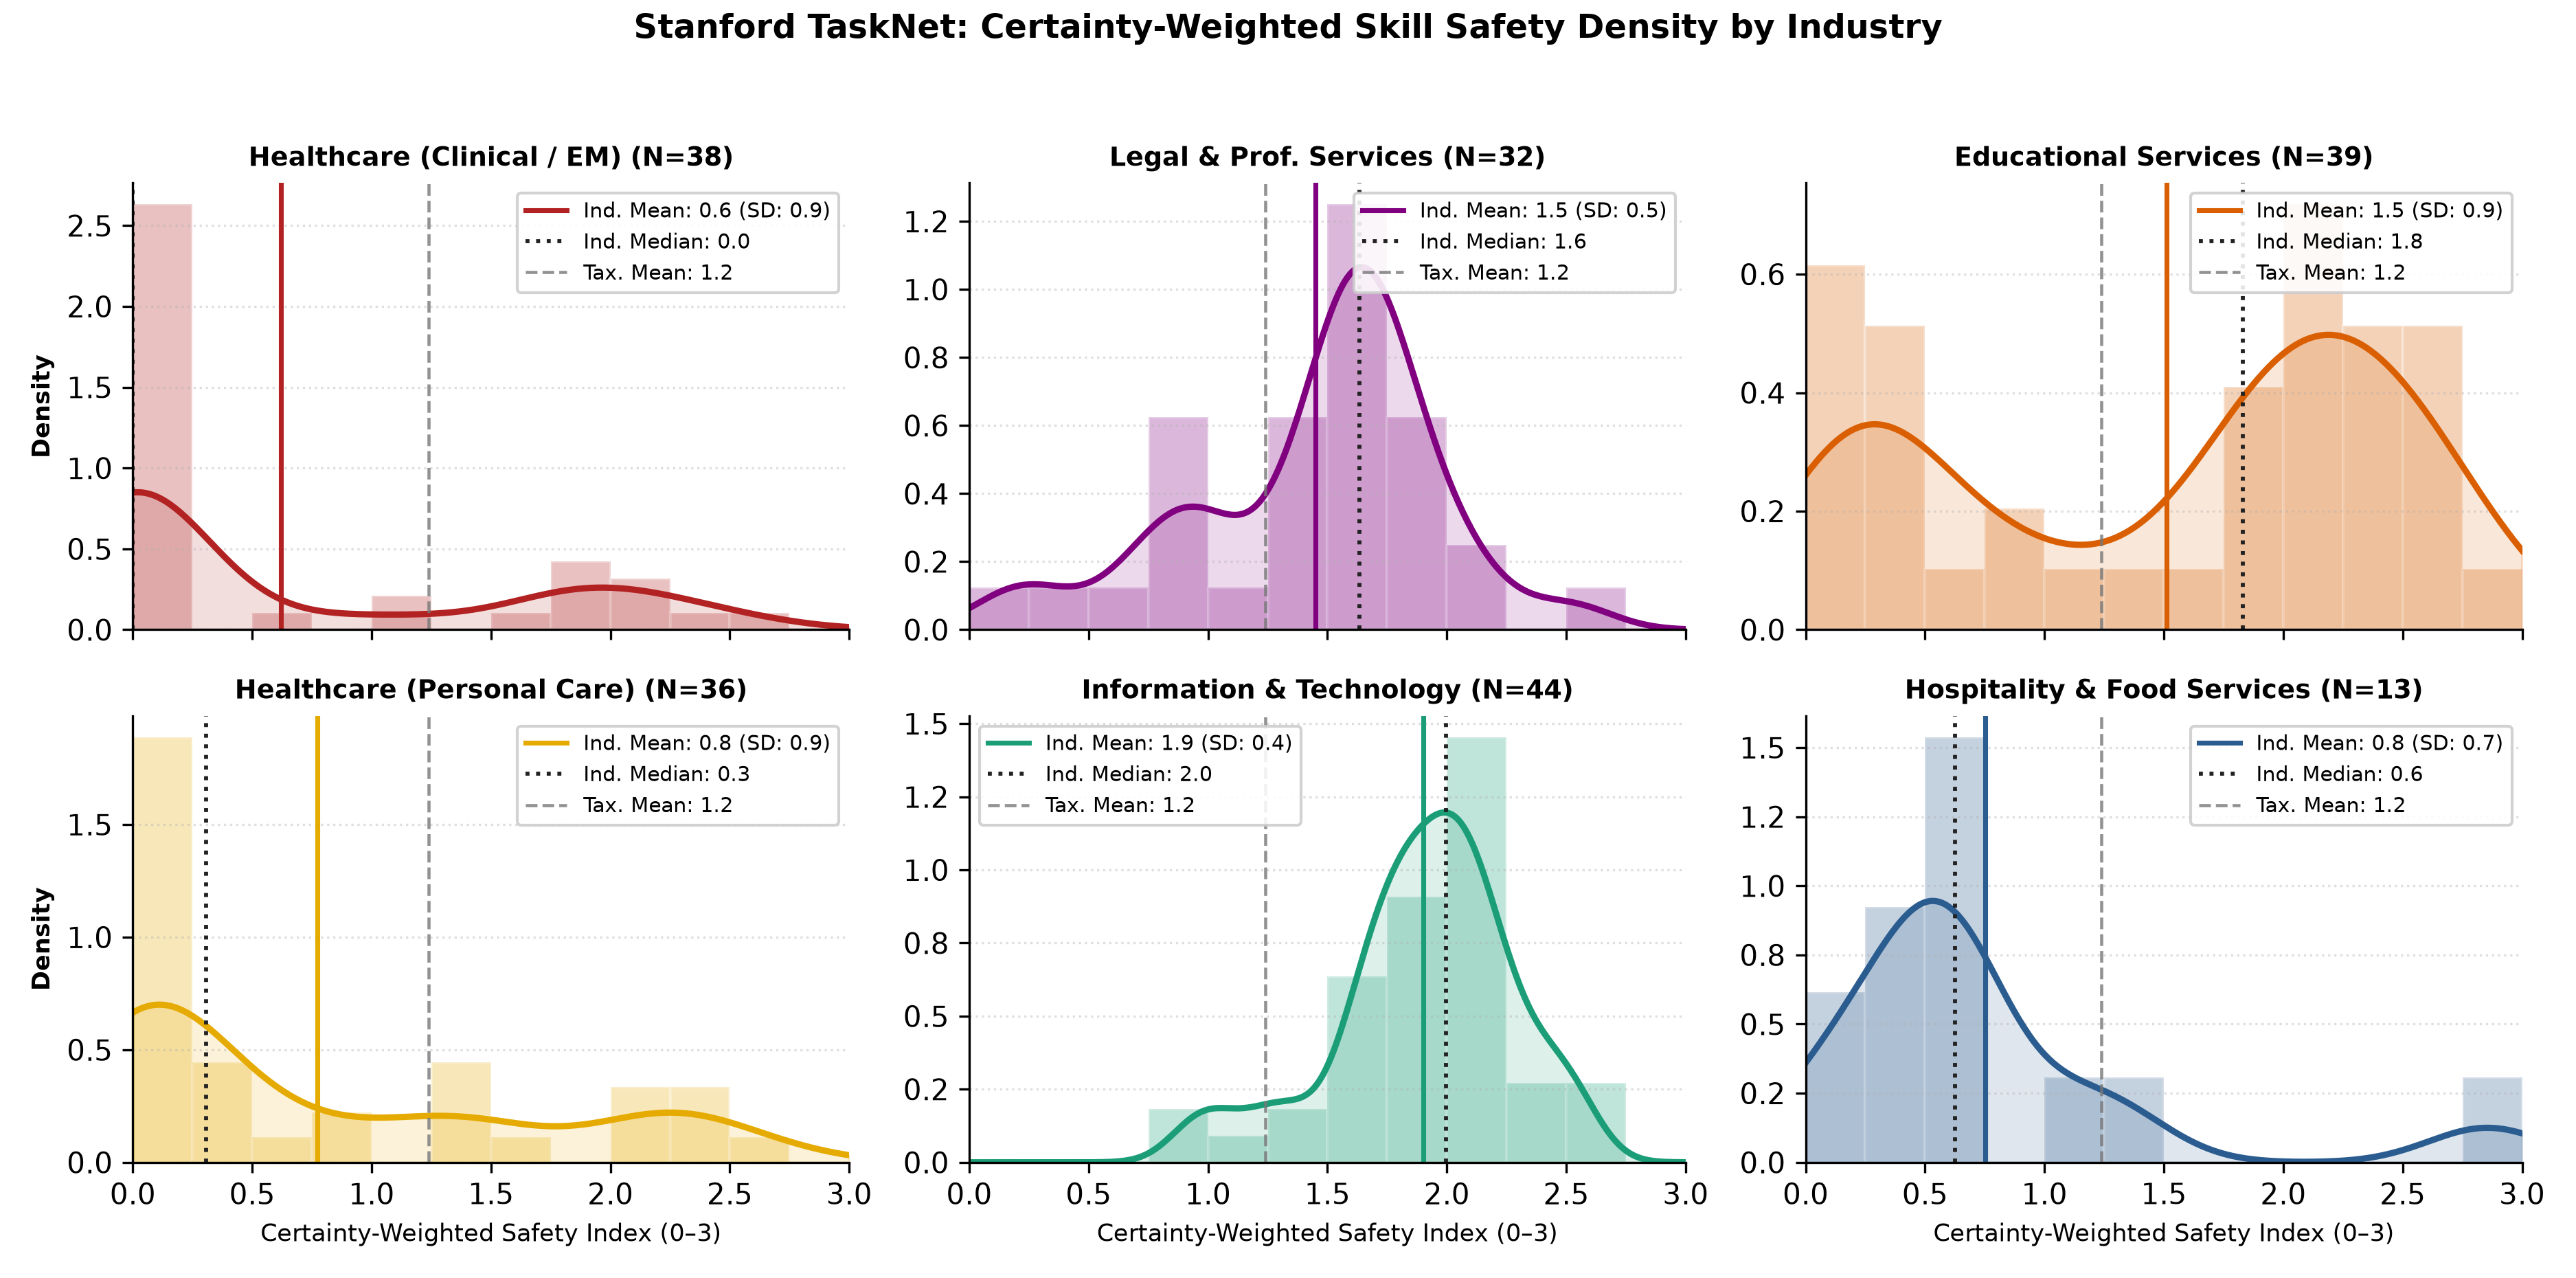 Stanford TaskNet: Certainty-Weighted Skill Safety Density by Industry
Healthcare (Clinical / EM) (N=38)
Density
2.5
2.0
1.5
1.0
0.5
0.0
Ind. Mean: 0.6 (SD: 0.9)
Ind. Median: 0.0
Tax. Mean: 1.2
Legal & Prof. Services (N=32)
1.2
1.0
0.8
0.6
0.4
0.2
0.0
Ind. Mean: 1.5 (SD: 0.5)
Ind. Median: 1.6
Tax. Mean: 1.2
Educational Services (N=39)
0.6
0.4
0.2
0.0
Ind. Mean: 1.5 (SD: 0.9)
Ind. Median: 1.8
Tax. Mean: 1.2
Healthcare (Personal Care) (N=36)
Density
1.5
1.0
0.5
0.0
Ind. Mean: 0.8 (SD: 0.9)
Ind. Median: 0.3
Tax. Mean: 1.2
0.0 0.5 1.0 1.5 2.0 2.5 3.0
Certainty-Weighted Safety Index (0–3)
Information & Technology (N=44)
1.5
1.2
1.0
0.8
0.5
0.2
0.0
Ind. Mean: 1.9 (SD: 0.4)
Ind. Median: 2.0
Tax. Mean: 1.2
0.0 0.5 1.0 1.5 2.0 2.5 3.0
Certainty-Weighted Safety Index (0–3)
Hospitality & Food Services (N=13)
1.5
1.2
1.0
0.8
0.5
0.2
0.0
Ind. Mean: 0.8 (SD: 0.7)
Ind. Median: 0.6
Tax. Mean: 1.2
0.0 0.5 1.0 1.5 2.0 2.5 3.0
Certainty-Weighted Safety Index (0–3)